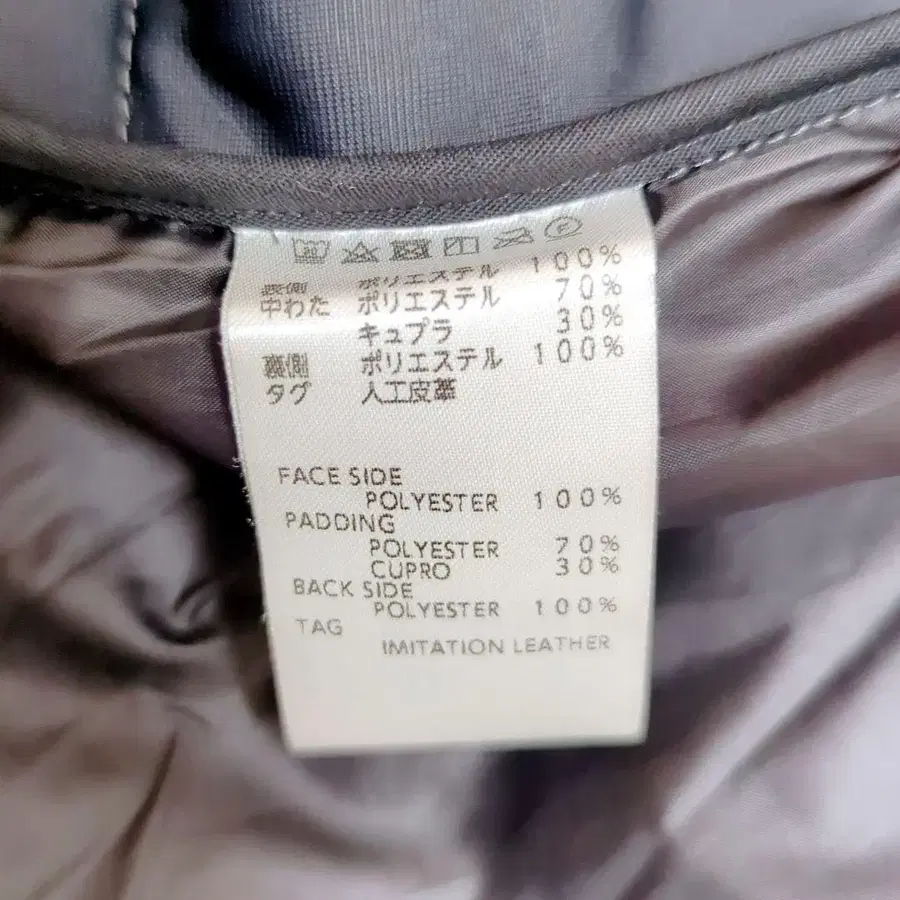 表側 ポリエステル 100%
中わた ポリエステル 70%
キュプラ 30%
裏側 ポリエステル 100%
タグ 人工皮革
FACE SIDE
POLYESTER 100%
PADDING
POLYESTER 70%
CUPRO 30%
BACK SIDE
POLYESTER 100%
TAG
IMITATION LEATHER